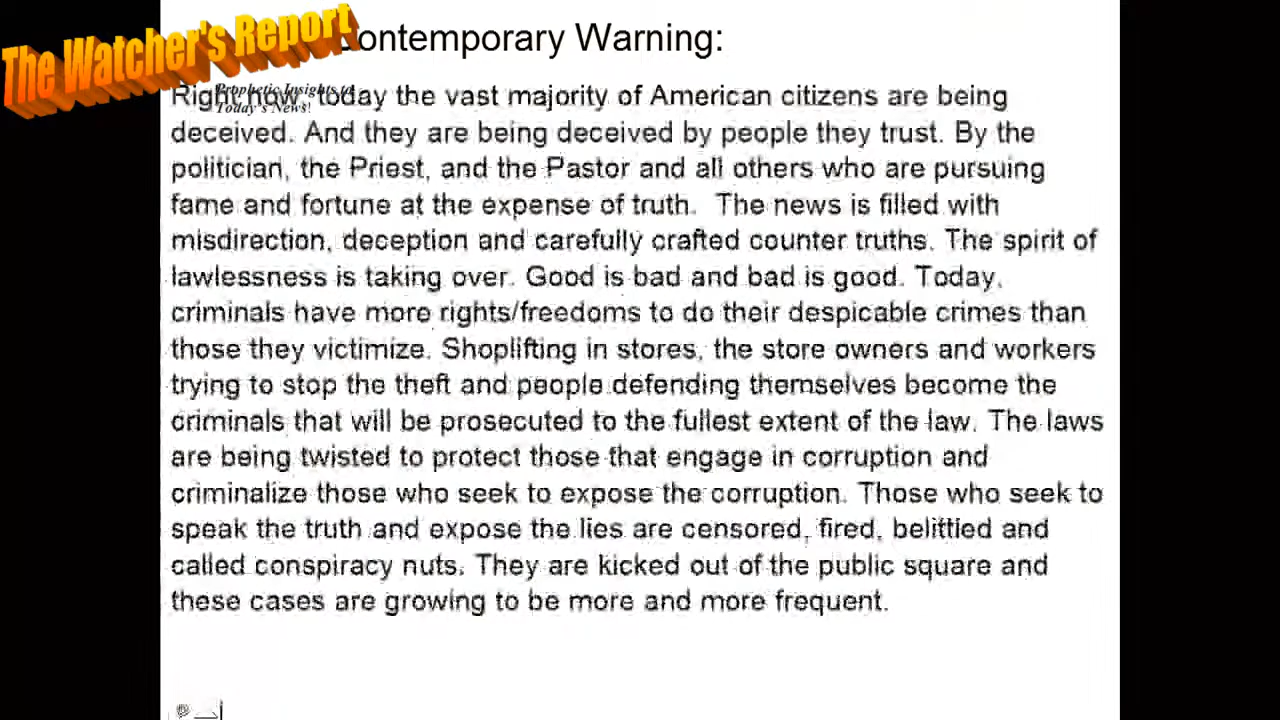 The Watcher's Report
Prophetic Insights to
Today's News!
Contemporary Warning:
Right now, today the vast majority of American citizens are being
deceived. And they are being deceived by people they trust. By the
politician, the Priest, and the Pastor and all others who are pursuing
fame and fortune at the expense of truth. The news is filled with
misdirection, deception and carefully crafted counter truths. The spirit of
lawlessness is taking over. Good is bad and bad is good. Today,
criminals have more rights/freedoms to do their despicable crimes than
those they victimize. Shoplifting in stores, the store owners and workers
trying to stop the theft and people defending themselves become the
criminals that will be prosecuted to the fullest extent of the law. The laws
are being twisted to protect those that engage in corruption and
criminalize those who seek to expose the corruption. Those who seek to
speak the truth and expose the lies are censored, fired, belittled and
called conspiracy nuts. They are kicked out of the public square and
these cases are growing to be more and more frequent.